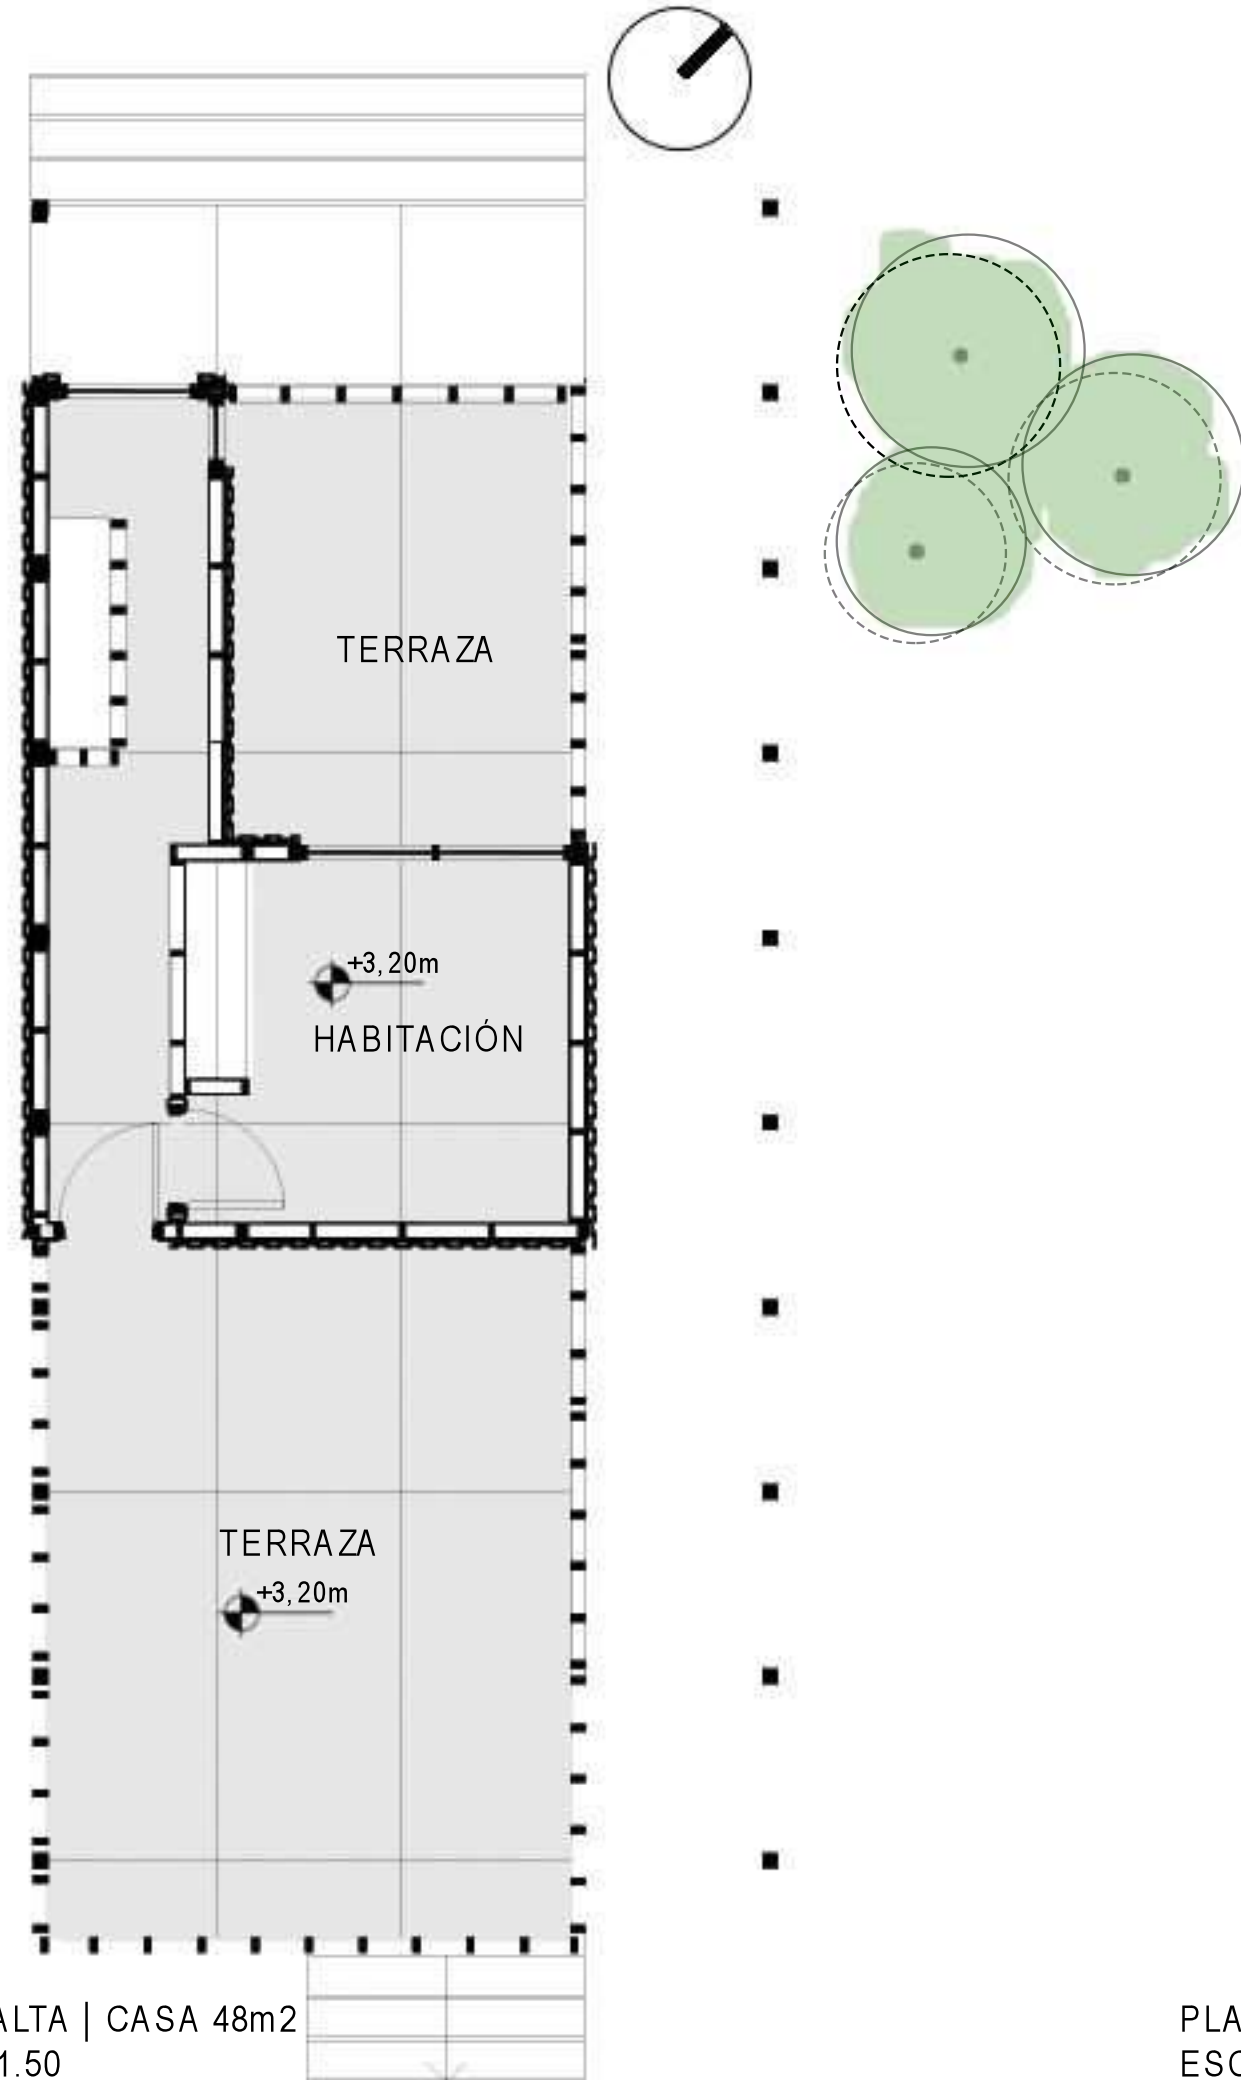 TERRAZA
+3,20m
HABITACIÓN
TERRAZA
+3,20m
ALTA | CASA 48m2
1.50
PLA
ESC